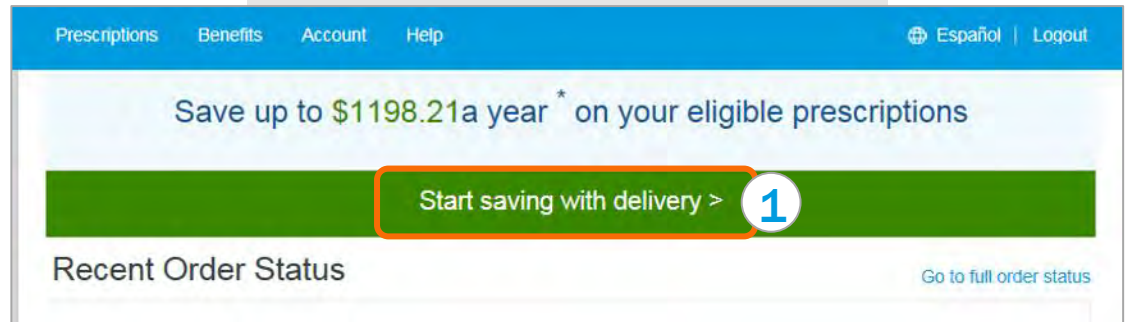 Prescriptions Benefits Account Help Español | Logout
Save up to $1198.21a year * on your eligible prescriptions
Start saving with delivery > 1
Recent Order Status Go to full order status